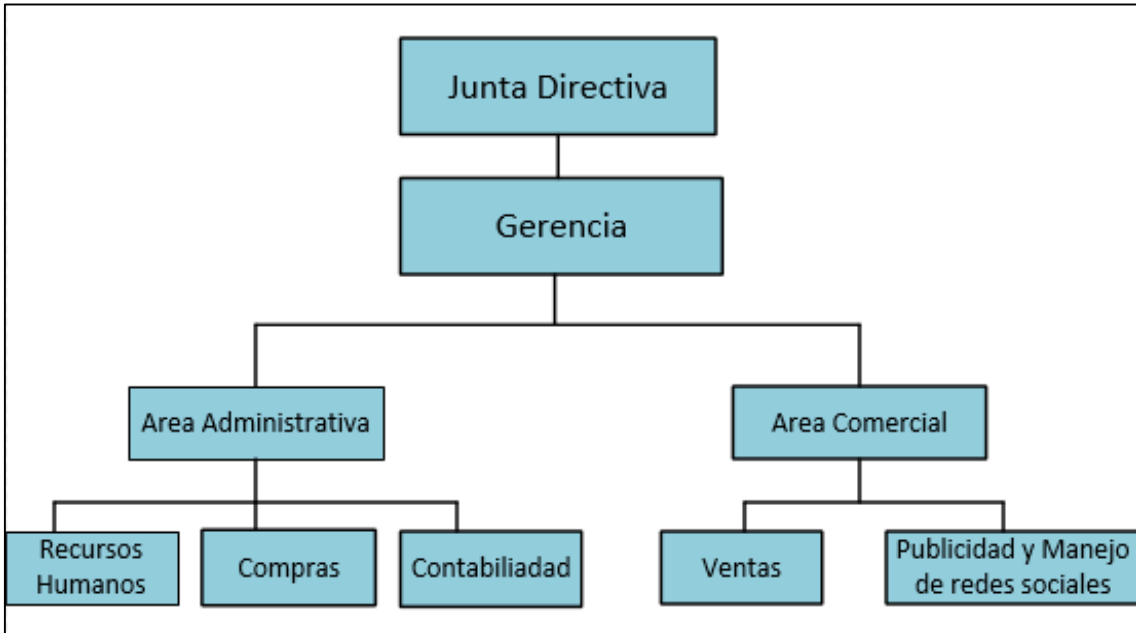 Junta Directiva
Gerencia
Area Administrativa
Area Comercial
Recursos
Humanos
Compras
Contabiliadad
Ventas
Publicidad y Manejo
de redes sociales